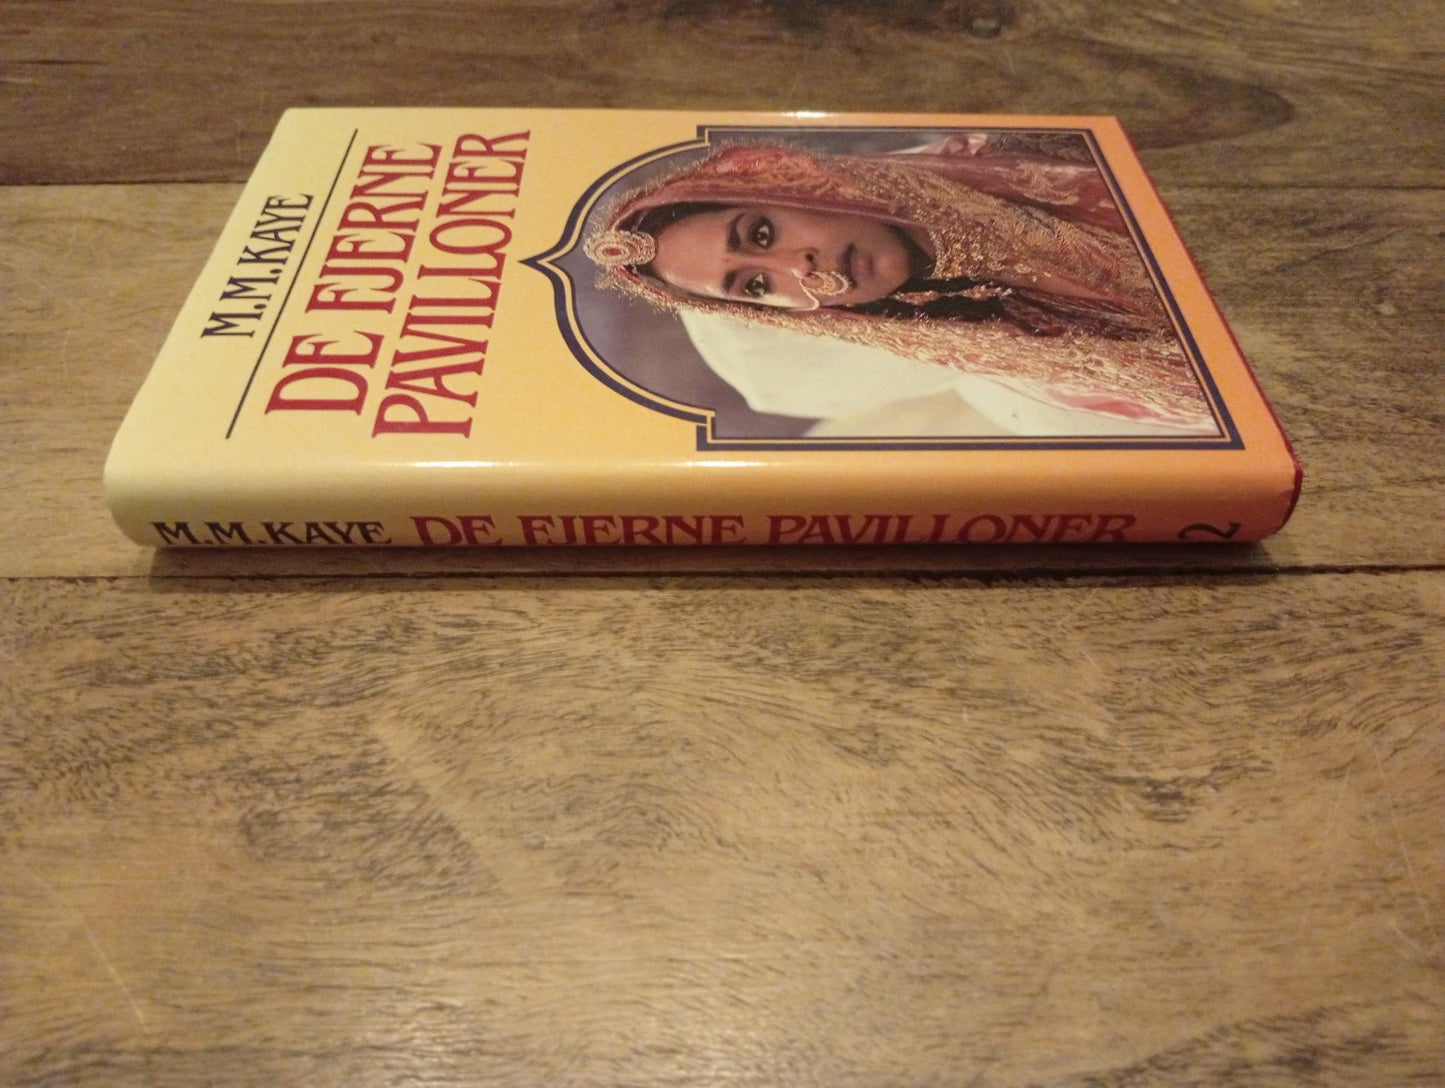 M.M.KAYE
DE FJERNE
PAVILLONER
M.M.KAYE DE FJERNE PAVILLONER 2